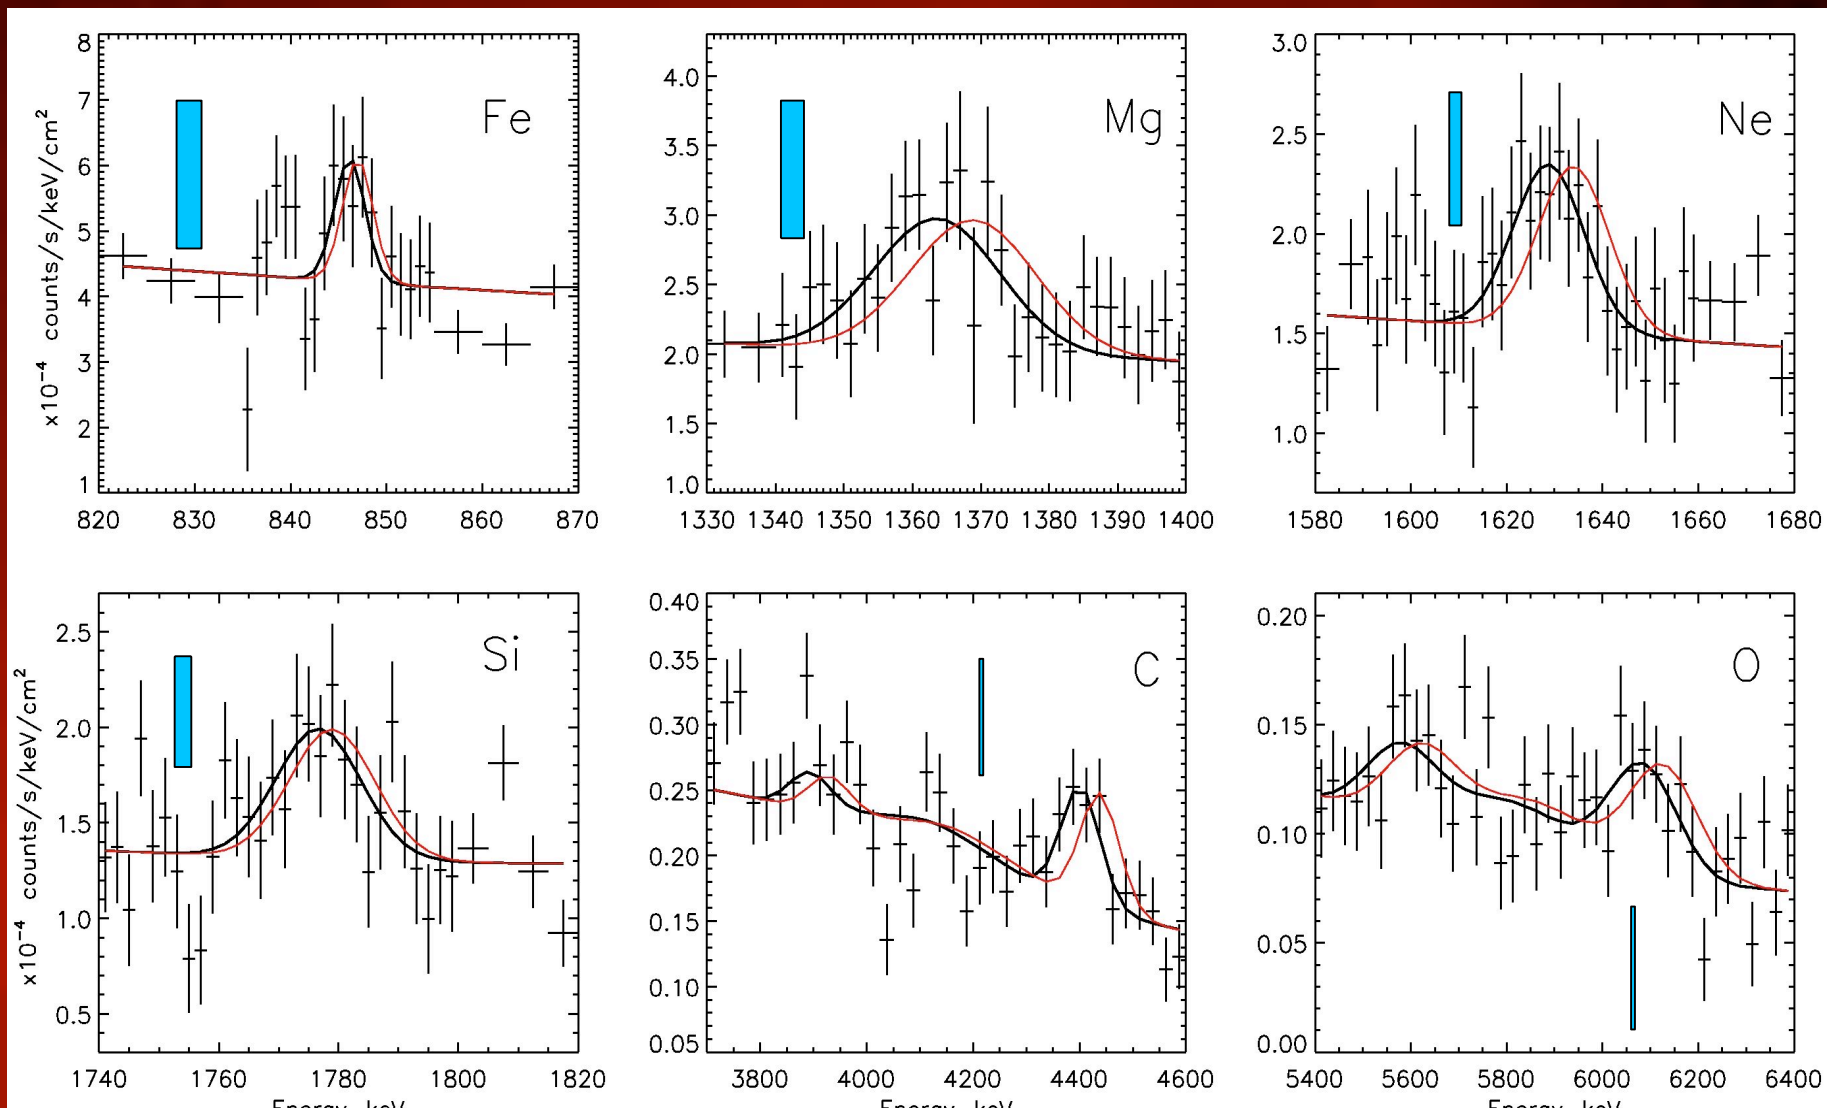 8 7 6 5 4 3 2 1
x10⁻⁴ counts/s/keV/cm²
Fe
820 830 840 850 860 870
4.0 3.5 3.0 2.5 2.0 1.5 1.0
Mg
1330 1340 1350 1360 1370 1380 1390 1400
3.0 2.5 2.0 1.5 1.0
Ne
1580 1600 1620 1640 1660 1680
2.5 2.0 1.5 1.0 0.5
x10⁻⁴ counts/s/keV/cm²
Si
1740 1760 1780 1800 1820
Energy, keV
0.40 0.35 0.30 0.25 0.20 0.15 0.10 0.05
C
3800 4000 4200 4400 4600
Energy, keV
0.20 0.15 0.10 0.05 0.00
O
5400 5600 5800 6000 6200 6400
Energy, keV